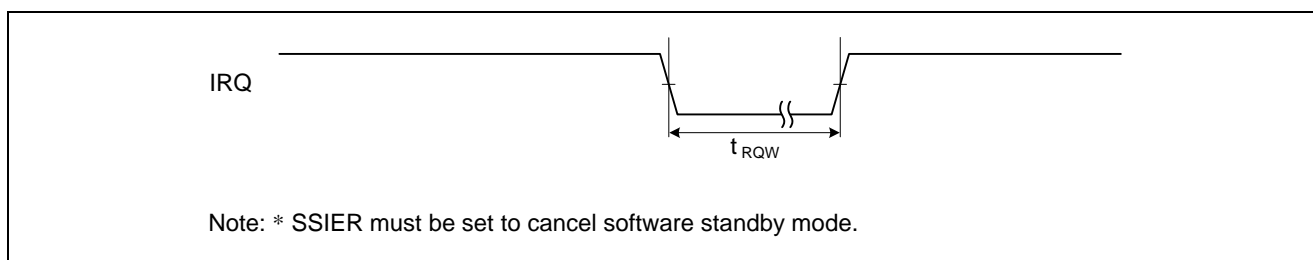 IRQ
t RQW
Note: * SSIER must be set to cancel software standby mode.